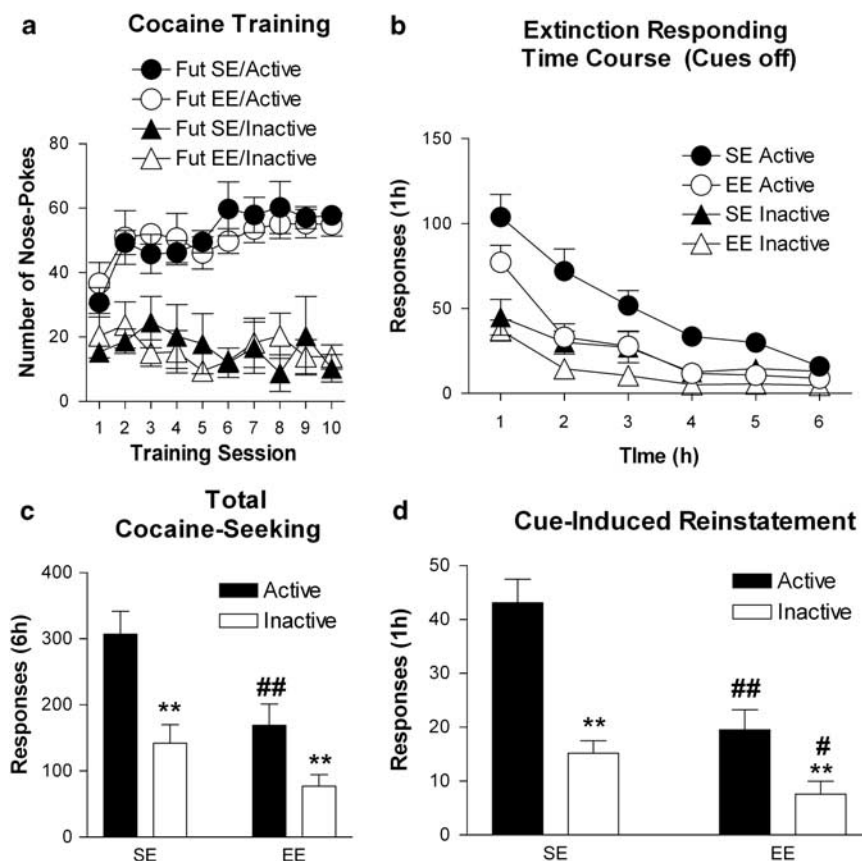 a
Cocaine Training
Fut SE/Active
Fut EE/Active
Fut SE/Inactive
Fut EE/Inactive
80
60
40
20
0
Number of Nose-Pokes
1 2 3 4 5 6 7 8 9 10
Training Session
b
Extinction Responding
Time Course (Cues off)
SE Active
EE Active
SE Inactive
EE Inactive
150
100
50
0
Responses (1h)
1 2 3 4 5 6
TIme (h)
c
Total
Cocaine-Seeking
Active
Inactive
400
300
200
100
0
Responses (6h)
**
##
**
SE EE
d
Cue-Induced Reinstatement
Active
Inactive
50
40
30
20
10
0
Responses (1h)
**
##
#
**
SE EE